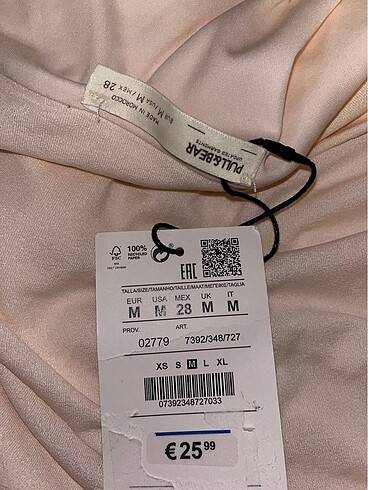 PULL&BEAR
UPDATED GARMENTS
EUR M / USA M / MEX 28
MADE IN MOROCCO
FSC
100%
RECYCLED
PAPER
EAC
TALLA/SIZE/TAMANHO/TAILLE/MAAT/ΜΕΓΕΘΟΣ/TAGLIA
EUR USA MEX UK IT
M M 28 M M
PROV. ART.
02779 7392/348/727
XS S M L XL
07392348727033
€25 99